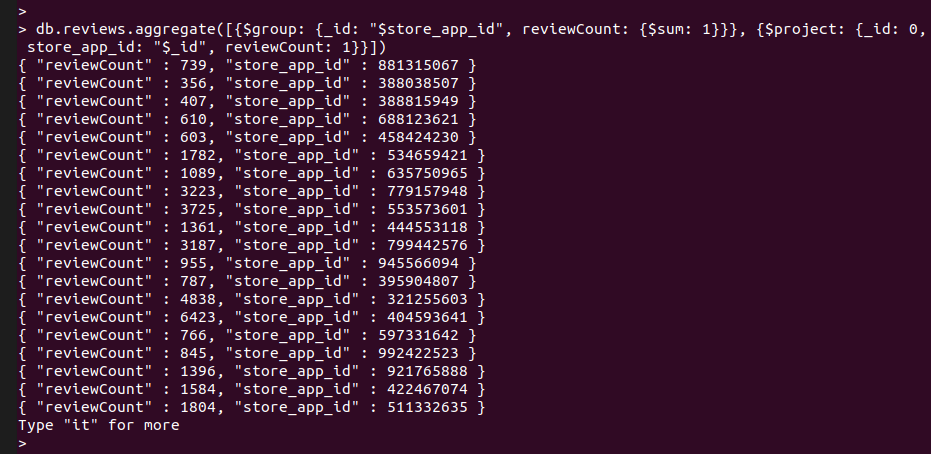 >
> db.reviews.aggregate([{$group: {_id: "$store_app_id", reviewCount: {$sum: 1}}}, {$project: {_id: 0,
 store_app_id: "$_id", reviewCount: 1}}])
{ "reviewCount" : 739, "store_app_id" : 881315067 }
{ "reviewCount" : 356, "store_app_id" : 388038507 }
{ "reviewCount" : 407, "store_app_id" : 388815949 }
{ "reviewCount" : 610, "store_app_id" : 688123621 }
{ "reviewCount" : 603, "store_app_id" : 458424230 }
{ "reviewCount" : 1782, "store_app_id" : 534659421 }
{ "reviewCount" : 1089, "store_app_id" : 635750965 }
{ "reviewCount" : 3223, "store_app_id" : 779157948 }
{ "reviewCount" : 3725, "store_app_id" : 553573601 }
{ "reviewCount" : 1361, "store_app_id" : 444553118 }
{ "reviewCount" : 3187, "store_app_id" : 799442576 }
{ "reviewCount" : 955, "store_app_id" : 945566094 }
{ "reviewCount" : 787, "store_app_id" : 395904807 }
{ "reviewCount" : 4838, "store_app_id" : 321255603 }
{ "reviewCount" : 6423, "store_app_id" : 404593641 }
{ "reviewCount" : 766, "store_app_id" : 597331642 }
{ "reviewCount" : 845, "store_app_id" : 992422523 }
{ "reviewCount" : 1396, "store_app_id" : 921765888 }
{ "reviewCount" : 1584, "store_app_id" : 422467074 }
{ "reviewCount" : 1804, "store_app_id" : 511332635 }
Type "it" for more
>